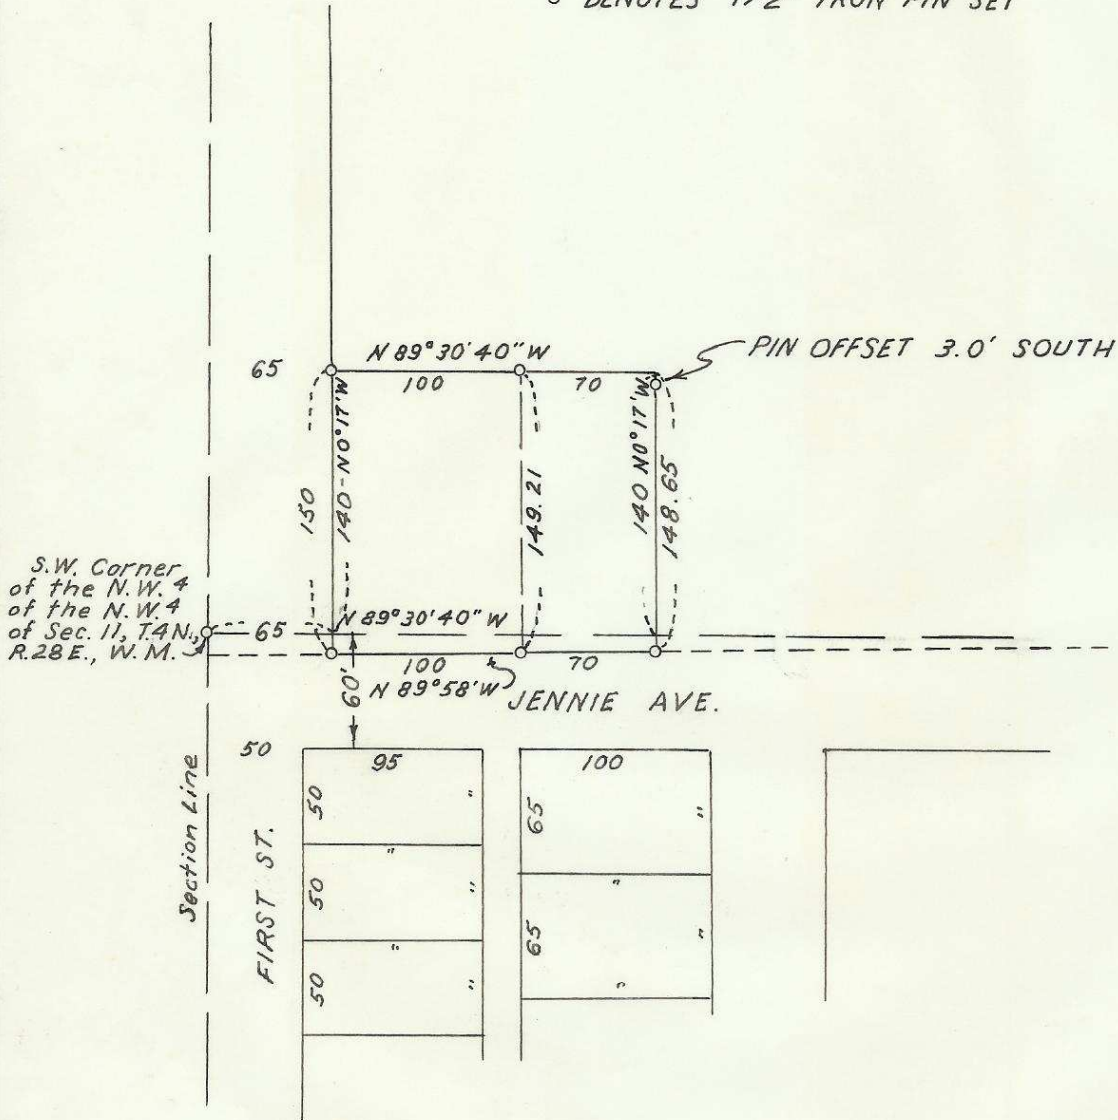 DENOTES 1/2" IRON PIN SET
65
N 89°30'40" W
100
70
PIN OFFSET 3.0' SOUTH
150
140-N0°17'W
149.21
140 N0°17'W
148.65
S.W. Corner
of the N.W.4
of the N.W.4
of Sec. 11, T.4N.,
R.28E., W.M.
65
N 89°30'40" W
100
70
60'
N 89°58'W
JENNIE AVE.
50
95
100
50
"
65
"
"
50
"
"
65
"
"
50
"
"
Section Line
FIRST ST.